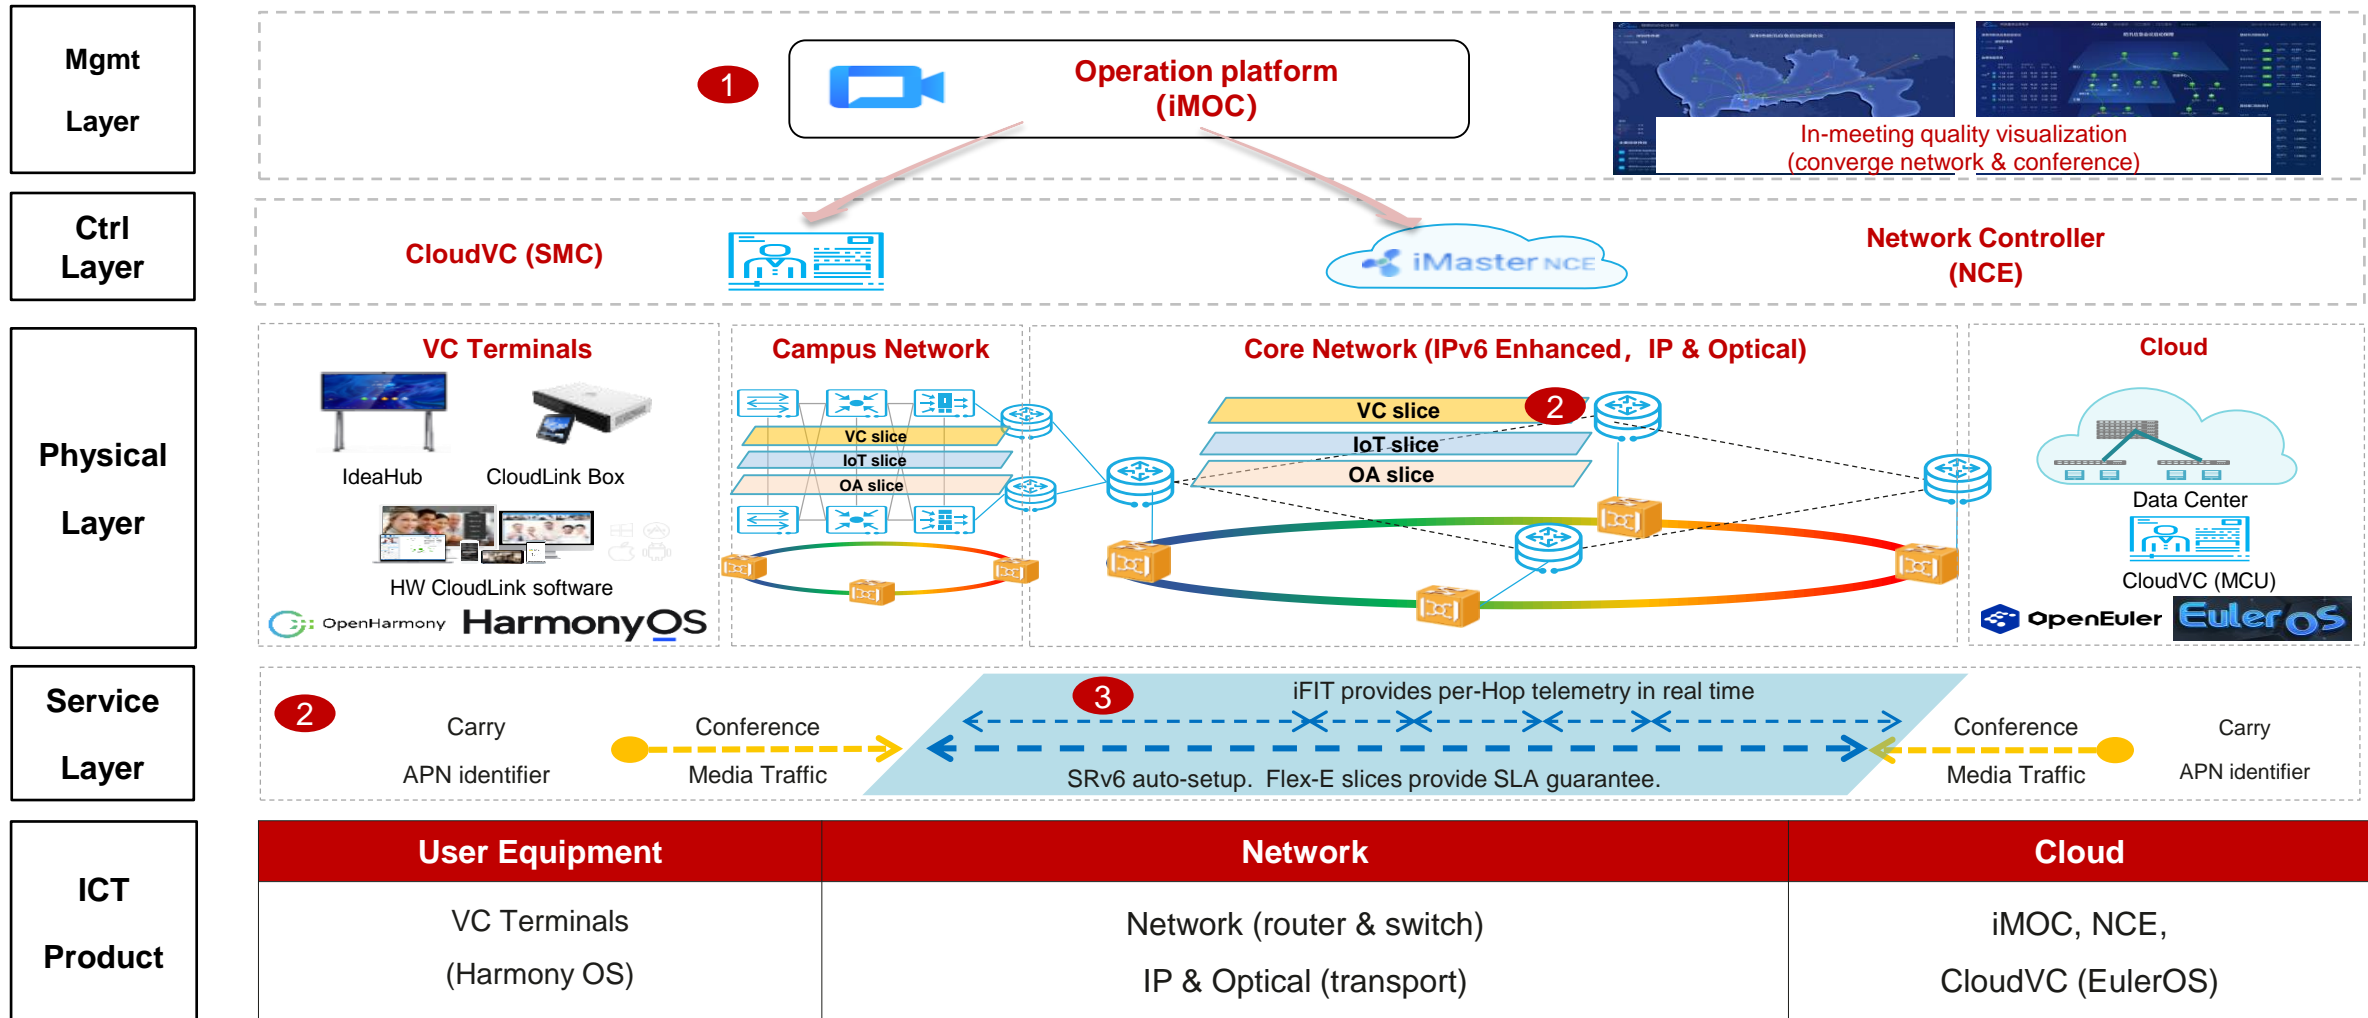 Mgmt
Layer
1
Operation platform
(iMOC)
In-meeting quality visualization
(converge network & conference)
Ctrl
Layer
CloudVC (SMC)
iMaster NCE
Network Controller
(NCE)
Physical
Layer
VC Terminals
IdeaHub
CloudLink Box
HW CloudLink software
OpenHarmony
HarmonyOS
Campus Network
VC slice
IoT slice
OA slice
Core Network (IPv6 Enhanced，IP & Optical)
VC slice
2
IoT slice
OA slice
Cloud
Data Center
CloudVC (MCU)
OpenEuler
EulerOS
Service
Layer
2
Carry
APN identifier
Conference
Media Traffic
3
iFIT provides per-Hop telemetry in real time
SRv6 auto-setup. Flex-E slices provide SLA guarantee.
Conference
Media Traffic
Carry
APN identifier
ICT
Product
User Equipment
Network
Cloud
VC Terminals
(Harmony OS)
Network (router & switch)
IP & Optical (transport)
iMOC, NCE,
CloudVC (EulerOS)